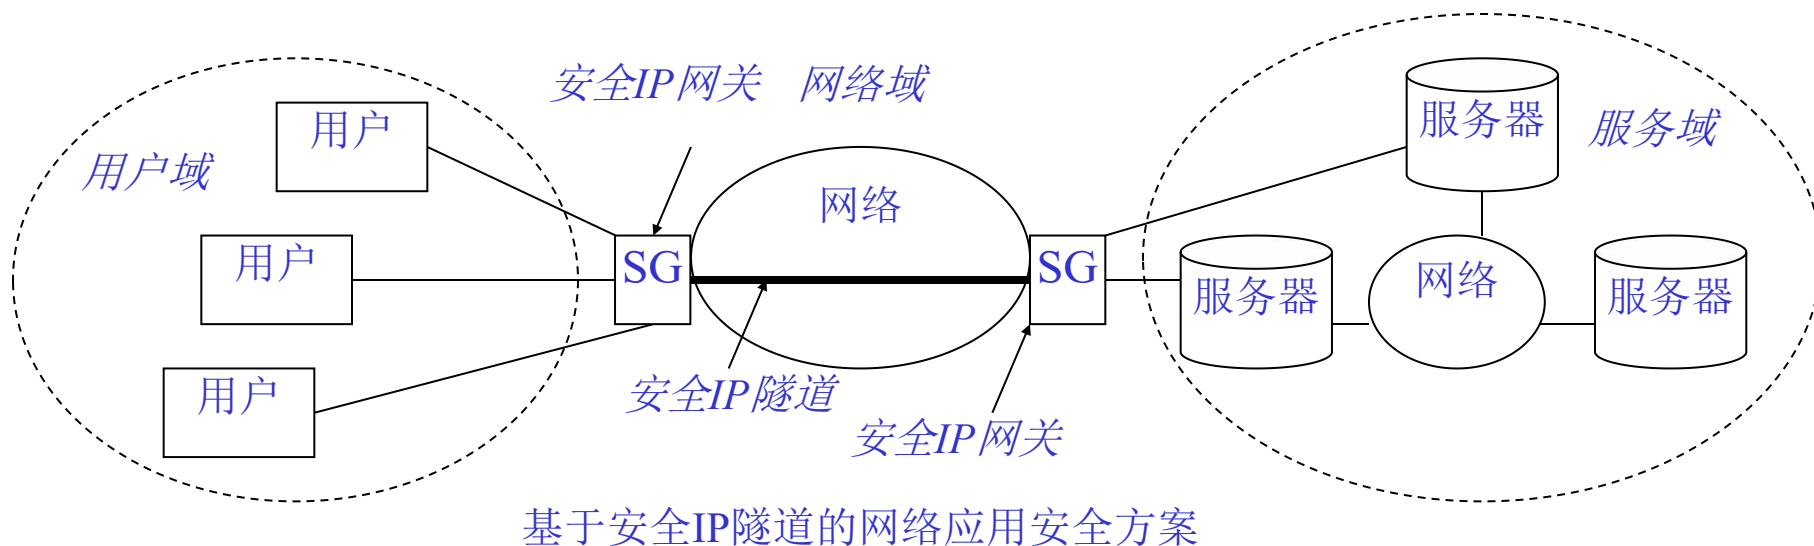 安全IP网关 网络域
用户
服务器
服务域
用户域
网络
用户
SG
SG
服务器
网络
服务器
用户
安全IP隧道
安全IP网关
基于安全IP隧道的网络应用安全方案